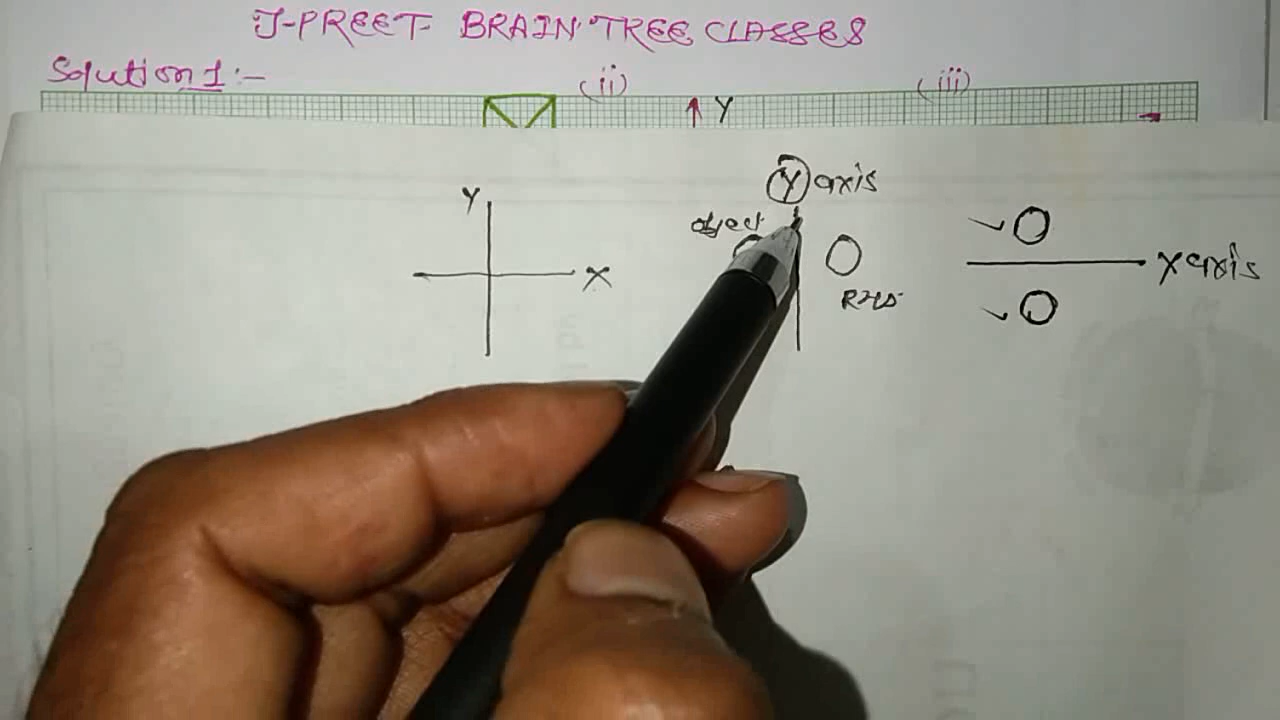 J-PREET BRAIN TREE CLASSES
Solution 1:-
(ii)
(iii)
Y
Y axis
Y
object
X
RHS
X axis